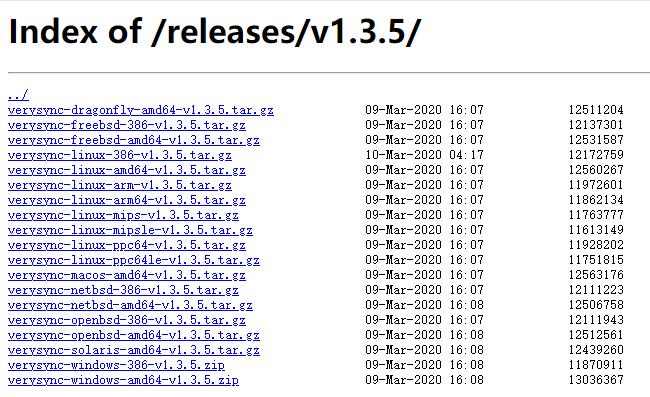 Index of /releases/v1.3.5/
../
verysync-dragonfly-amd64-v1.3.5.tar.gz 09-Mar-2020 16:07 12511204
verysync-freebsd-386-v1.3.5.tar.gz 09-Mar-2020 16:07 12137301
verysync-freebsd-amd64-v1.3.5.tar.gz 09-Mar-2020 16:07 12531587
verysync-linux-386-v1.3.5.tar.gz 10-Mar-2020 04:17 12172759
verysync-linux-amd64-v1.3.5.tar.gz 09-Mar-2020 16:07 12560267
verysync-linux-arm-v1.3.5.tar.gz 09-Mar-2020 16:07 11972601
verysync-linux-arm64-v1.3.5.tar.gz 09-Mar-2020 16:07 11862134
verysync-linux-mips-v1.3.5.tar.gz 09-Mar-2020 16:07 11763777
verysync-linux-mipsle-v1.3.5.tar.gz 09-Mar-2020 16:07 11613149
verysync-linux-ppc64-v1.3.5.tar.gz 09-Mar-2020 16:07 11928202
verysync-linux-ppc64le-v1.3.5.tar.gz 09-Mar-2020 16:07 11751815
verysync-macos-amd64-v1.3.5.tar.gz 09-Mar-2020 16:07 12563176
verysync-netbsd-386-v1.3.5.tar.gz 09-Mar-2020 16:07 12111223
verysync-netbsd-amd64-v1.3.5.tar.gz 09-Mar-2020 16:08 12506758
verysync-openbsd-386-v1.3.5.tar.gz 09-Mar-2020 16:07 12111943
verysync-openbsd-amd64-v1.3.5.tar.gz 09-Mar-2020 16:08 12512561
verysync-solaris-amd64-v1.3.5.tar.gz 09-Mar-2020 16:08 12439260
verysync-windows-386-v1.3.5.zip 09-Mar-2020 16:08 11870911
verysync-windows-amd64-v1.3.5.zip 09-Mar-2020 16:08 13036367